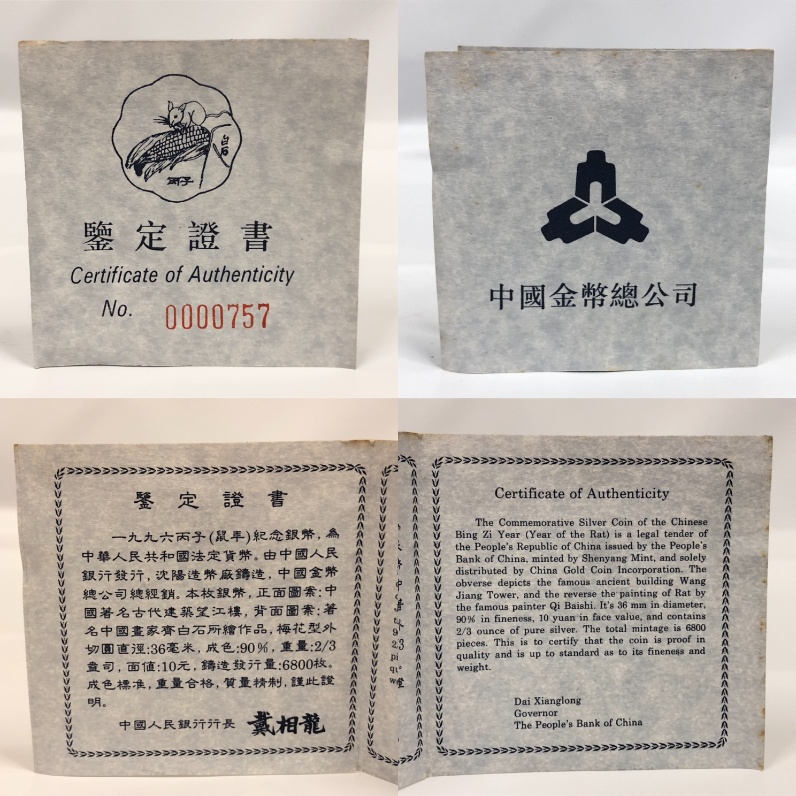 白石
丙子
鑒定證書
Certificate of Authenticity
No. 0000757
中國金幣總公司
鑒定證書
一九九六丙子(鼠年)紀念銀幣,為
中華人民共和國法定貨幣。由中國人民
銀行發行,沈陽造幣廠鑄造,中國金幣
總公司總經銷。本枚銀幣,正面圖案:中
國著名古代建築望江樓,背面圖案:著
名中國畫家齊白石所繪作品,梅花型外
切圓直徑:36毫米,成色:90%,重量:2/3
盎司,面值:10元,鑄造發行量:6800枚。
成色標准,重量合格,質量精制,謹此證
明。
中國人民銀行行長 戴相龍
Certificate of Authenticity
The Commemorative Silver Coin of the Chinese
Bing Zi Year (Year of the Rat) is a legal tender of
the People's Republic of China issued by the People's
Bank of China, minted by Shenyang Mint, and solely
distributed by China Gold Coin Incorporation. The
obverse depicts the famous ancient building Wang
Jiang Tower, and the reverse the painting of Rat by
the famous painter Qi Baishi. It's 36 mm in diameter,
90% in fineness, 10 yuan in face value, and contains
2/3 ounce of pure silver. The total mintage is 6800
pieces. This is to certify that the coin is proof in
quality and is up to standard as to its fineness and
weight.
Dai Xianglong
Governor
The People's Bank of China